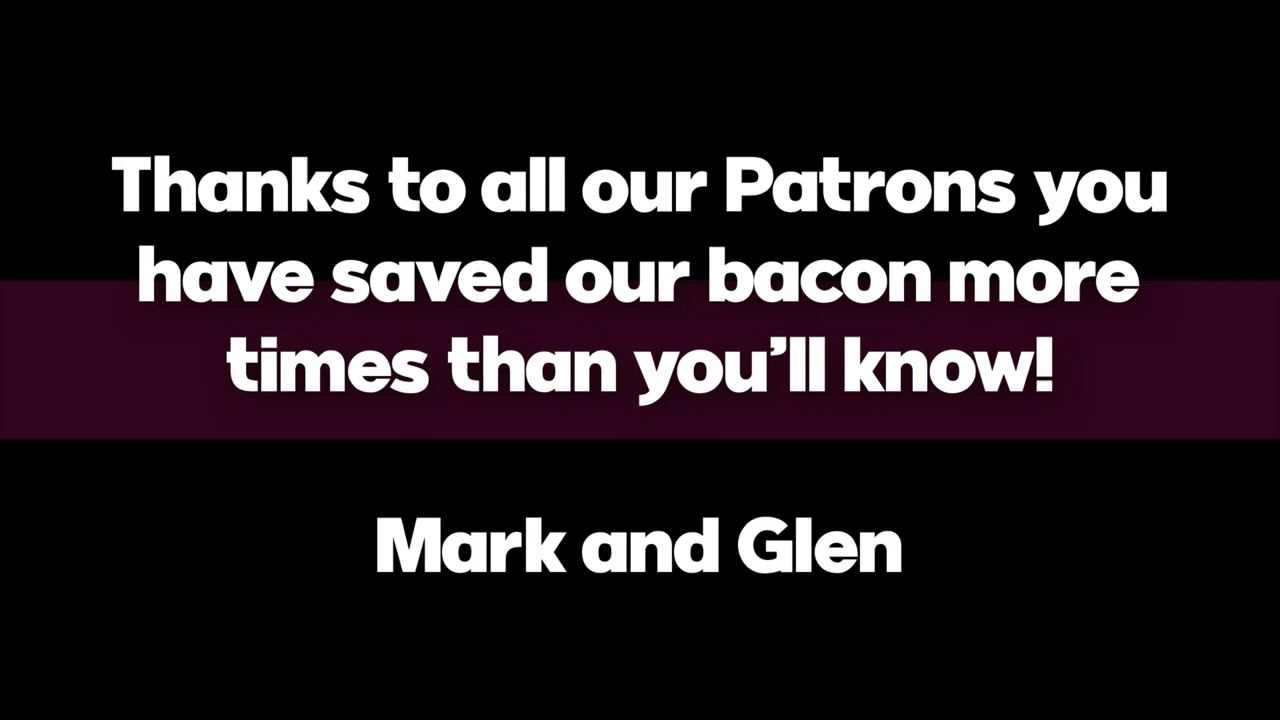 Thanks to all our Patrons you
have saved our bacon more
times than you’ll know!
Mark and Glen